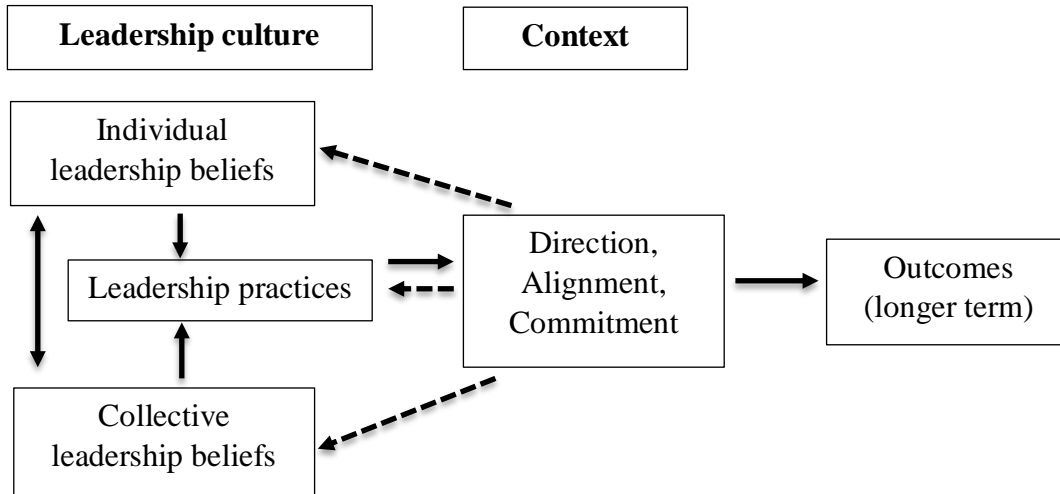 Leadership culture
Context
Individual
leadership beliefs
Leadership practices
Collective
leadership beliefs
Direction,
Alignment,
Commitment
Outcomes
(longer term)